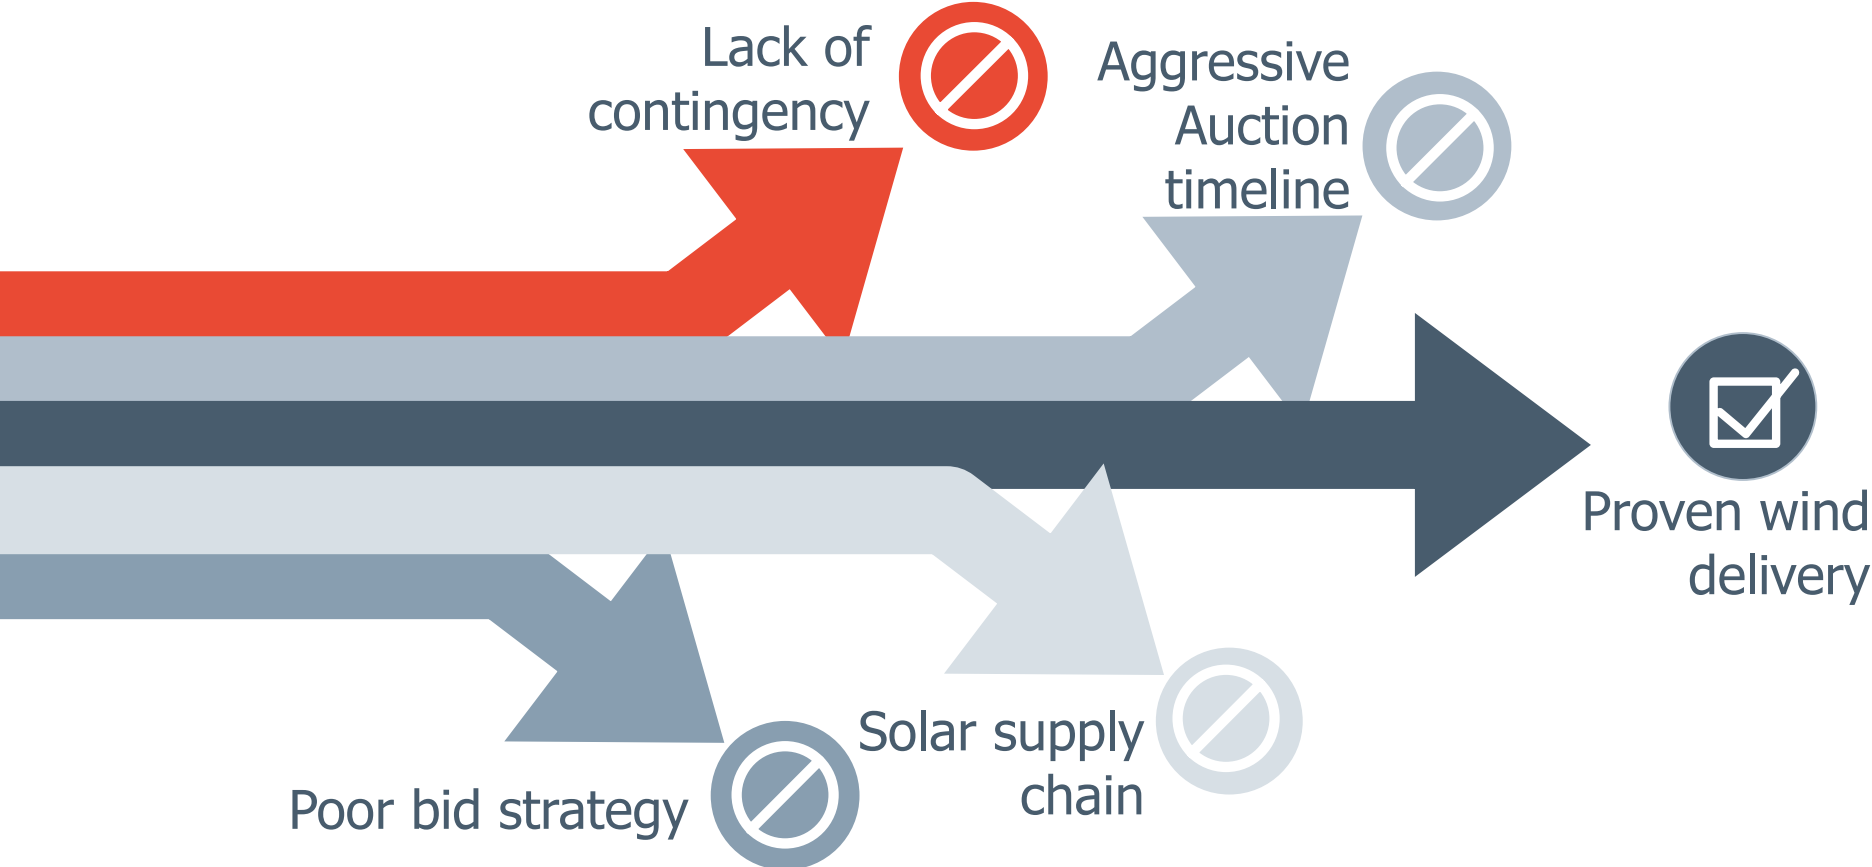 Lack of
contingency
Aggressive
Auction
timeline
Proven wind
delivery
Solar supply
chain
Poor bid strategy